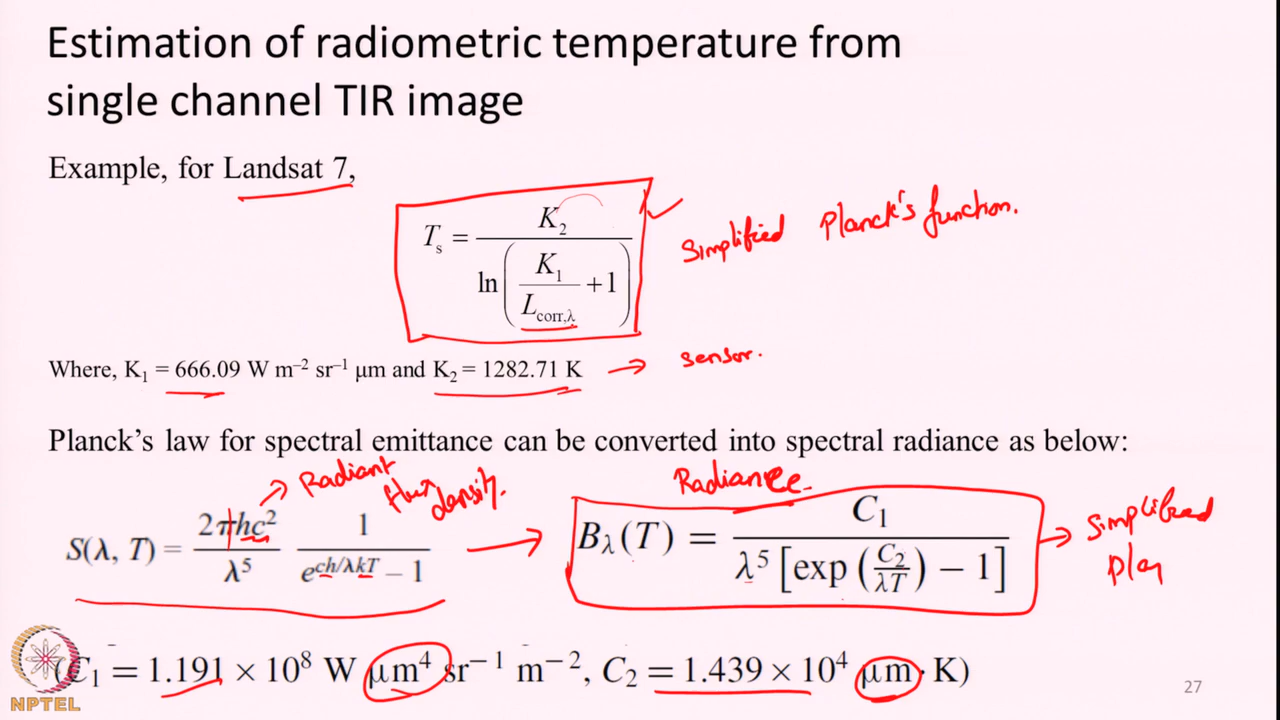 Estimation of radiometric temperature from
single channel TIR image
Example, for Landsat 7,
T_s = K_2 / ln(K_1 / L_corr,λ + 1)
Simplified Planck's function.
Where, K_1 = 666.09 W m^−2 sr^−1 μm and K_2 = 1282.71 K → sensor.
Planck's law for spectral emittance can be converted into spectral radiance as below:
→ Radiant flux density.
Radiance
S(λ, T) = 2πhc^2 / λ^5 1 / e^ch/λkT − 1 → B_λ(T) = C_1 / λ^5 [exp (C_2 / λT) − 1] → Simplified
Pla
(C_1 = 1.191 × 10^8 W μm^4 sr^−1 m^−2, C_2 = 1.439 × 10^4 μm · K)
NPTEL
27